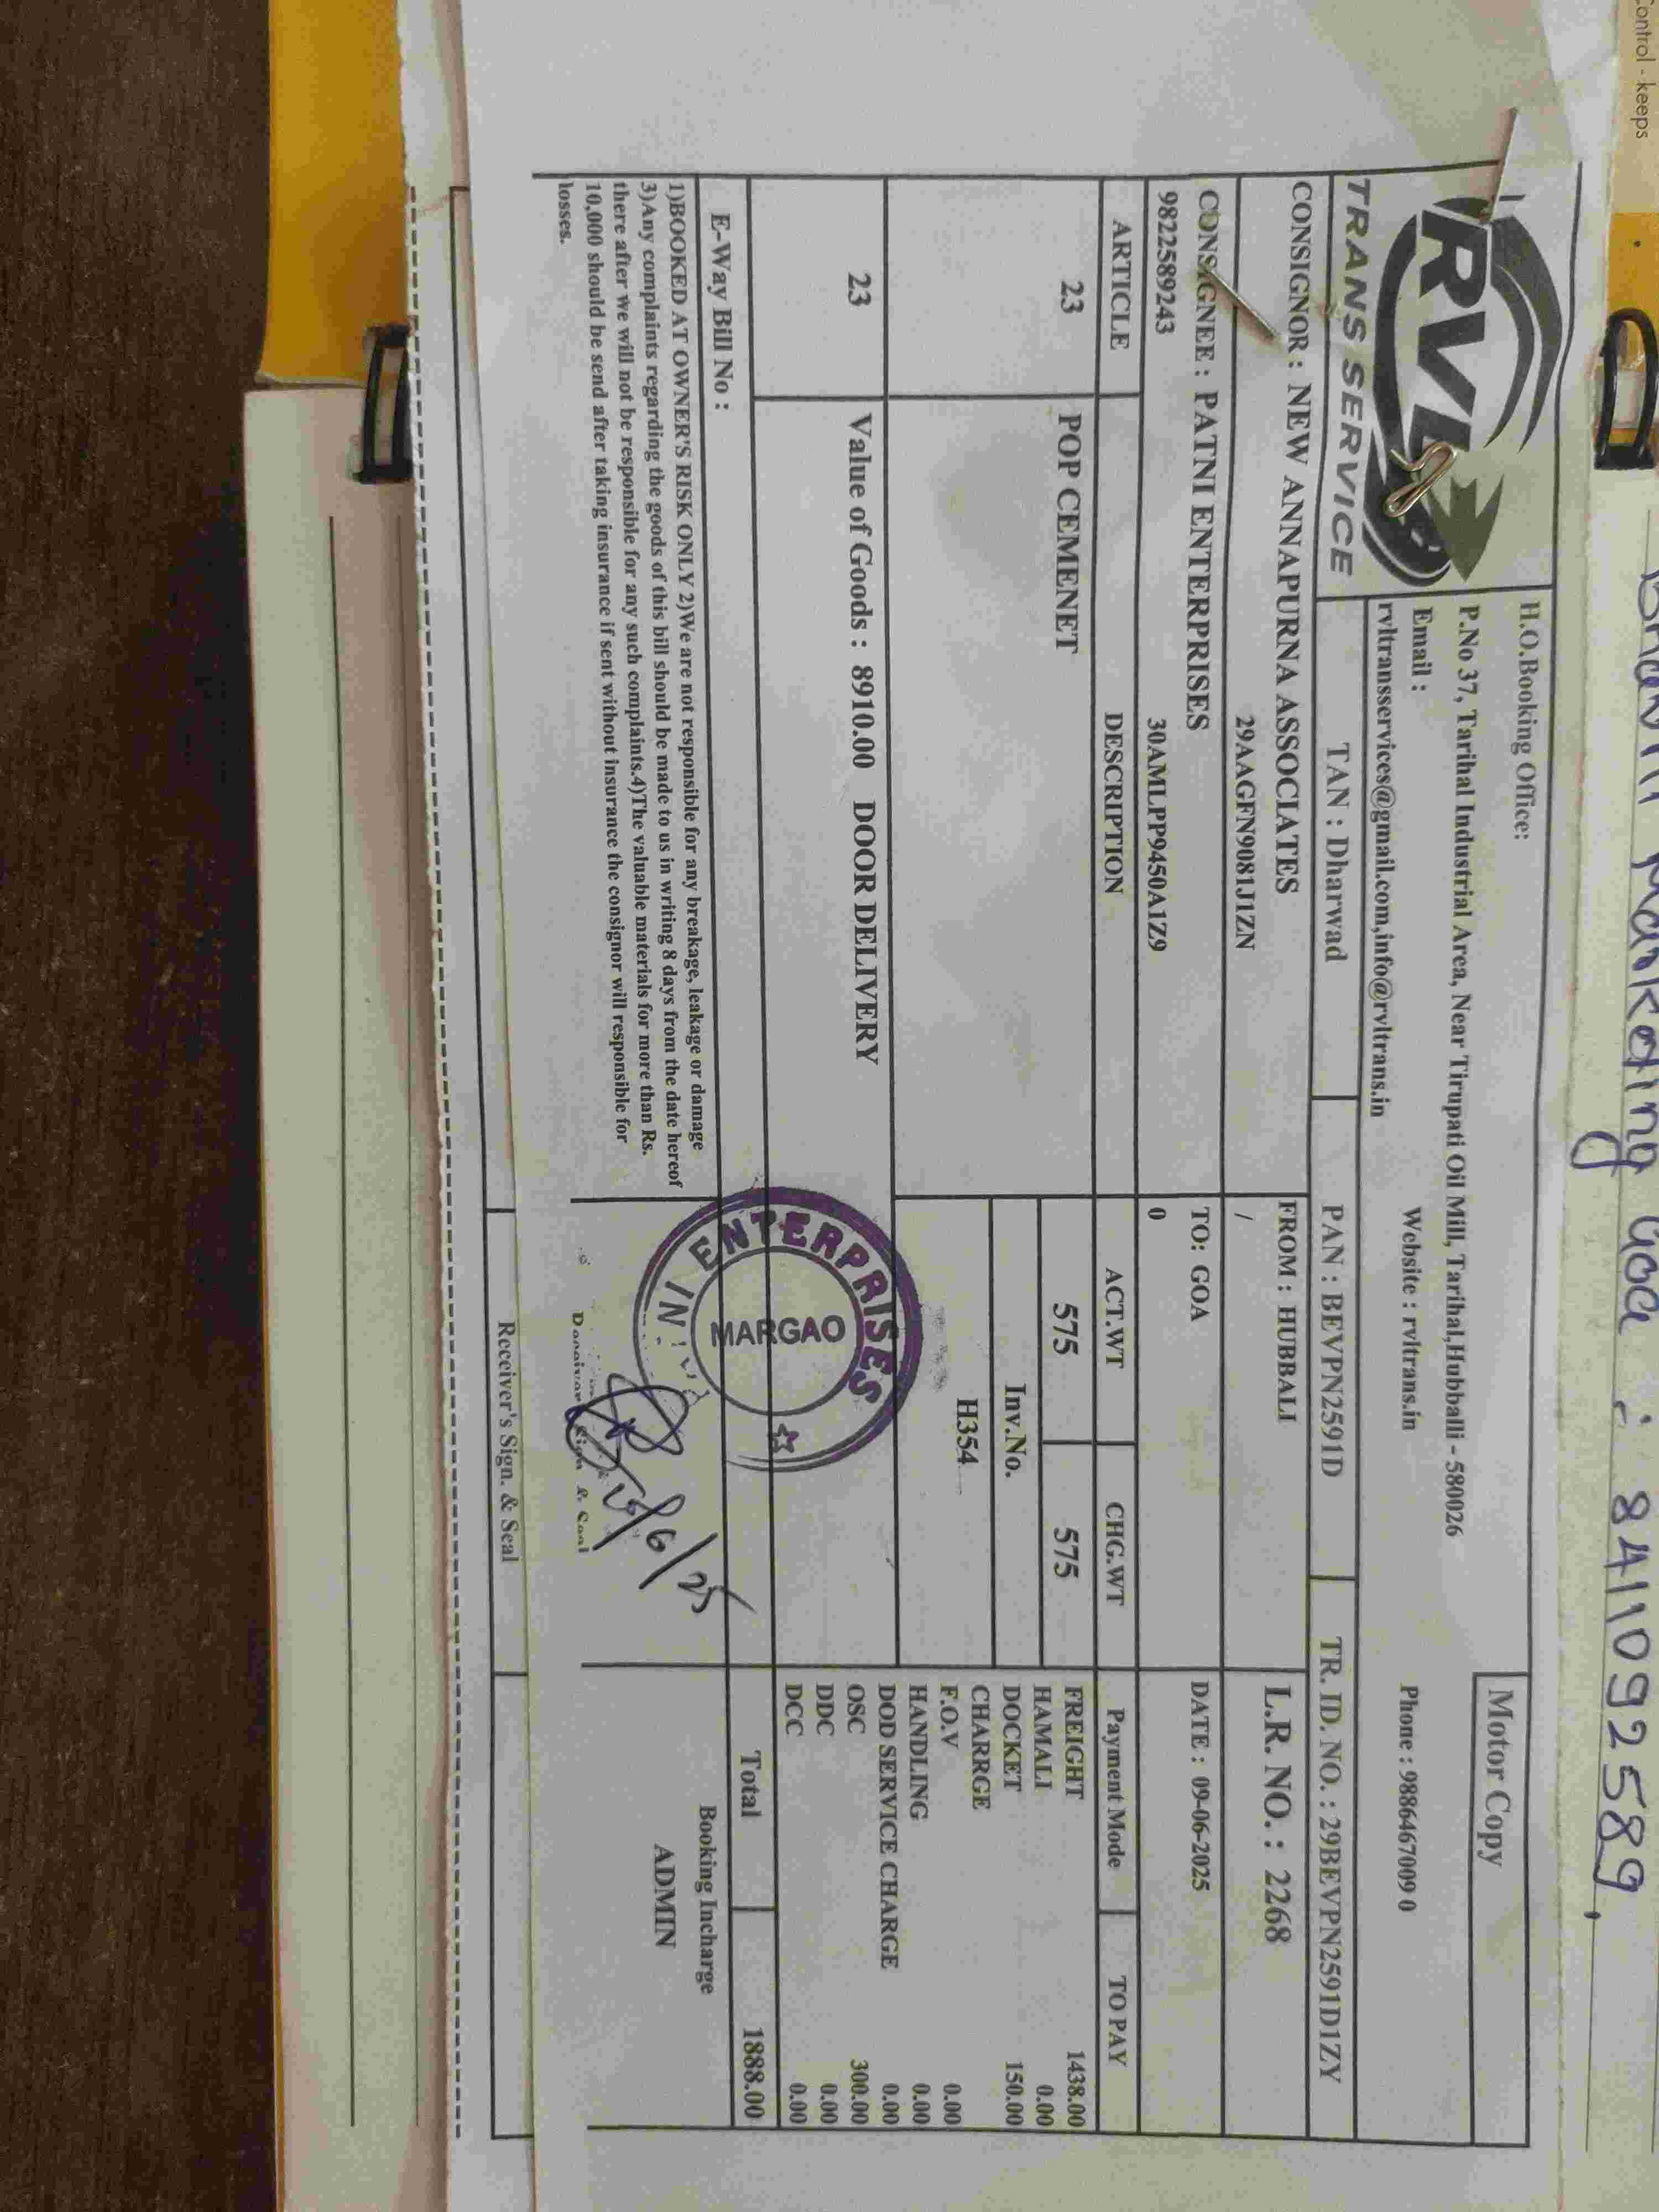 Control - keeps
Marketing Goa : 8411092589,
Motor Copy
RVL
TRANS SERVICE
H.O.Booking Office:
P.No 37, Tarihal Industrial Area, Near Tirupati Oil Mill, Tarihal,Hubballi - 580026
Email : Website : rvltrans.in Phone : 9886467009 0
rvltransservices@gmail.com,info@rvltrans.in
TAN : Dharwad PAN : BEVPN2591D TR. ID. NO. : 29BEVPN2591D1ZY
CONSIGNOR : NEW ANNAPURNA ASSOCIATES FROM : HUBBALI L.R. NO. : 2268
29AAGFN9081J1ZN /
CONSIGNEE : PATNI ENTERPRISES TO: GOA DATE : 09-06-2025
9822589243 30AMLPP9450A1Z9 0
ARTICLE DESCRIPTION ACT.WT CHG.WT Payment Mode TO PAY
23 POP CEMENET 575 575
FREIGHT 1438.00
HAMALI 0.00
DOCKET 150.00
CHARRGE
F.O.V 0.00
HANDLING 0.00
DOD SERVICE CHARGE 0.00
OSC 300.00
DDC 0.00
DCC 0.00
Inv.No.
H354
23 Value of Goods : 8910.00 DOOR DELIVERY
Total 1888.00
E-Way Bill No :
1)BOOKED AT OWNER'S RISK ONLY 2)We are not responsible for any breakage, leakage or damage
3)Any complaints regarding the goods of this bill should be made to us in writing 8 days from the date hereof
there after we will not be responsible for any such complaints.4)The valuable materials for more than Rs.
10,000 should be send after taking insurance if sent without insurance the consignor will responsible for
losses.
ENTERPRISES
MARGAO
Booking Incharge
ADMIN
Receiver's Sign. & Seal